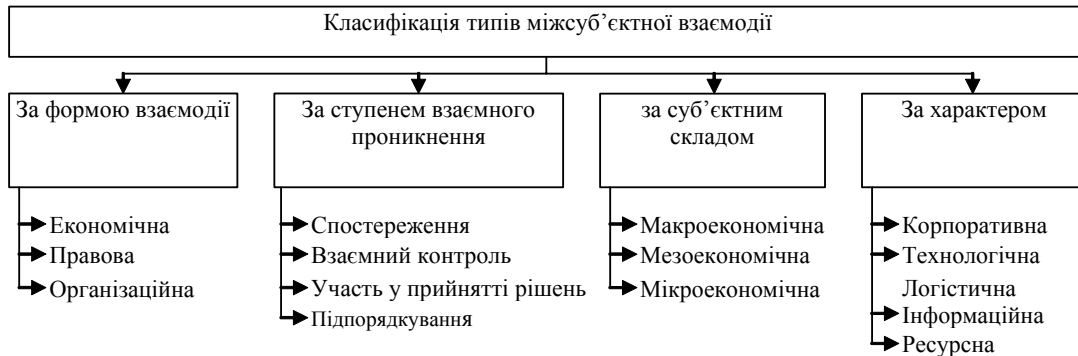 Класифікація типів міжсуб’єктної взаємодії
За формою взаємодії
Економічна
Правова
Організаційна
За ступенем взаємного
проникнення
Спостереження
Взаємний контроль
Участь у прийнятті рішень
Підпорядкування
за суб’єктним
складом
Макроекономічна
Мезоекономічна
Мікроекономічна
За характером
Корпоративна
Технологічна
Логістична
Інформаційна
Ресурсна